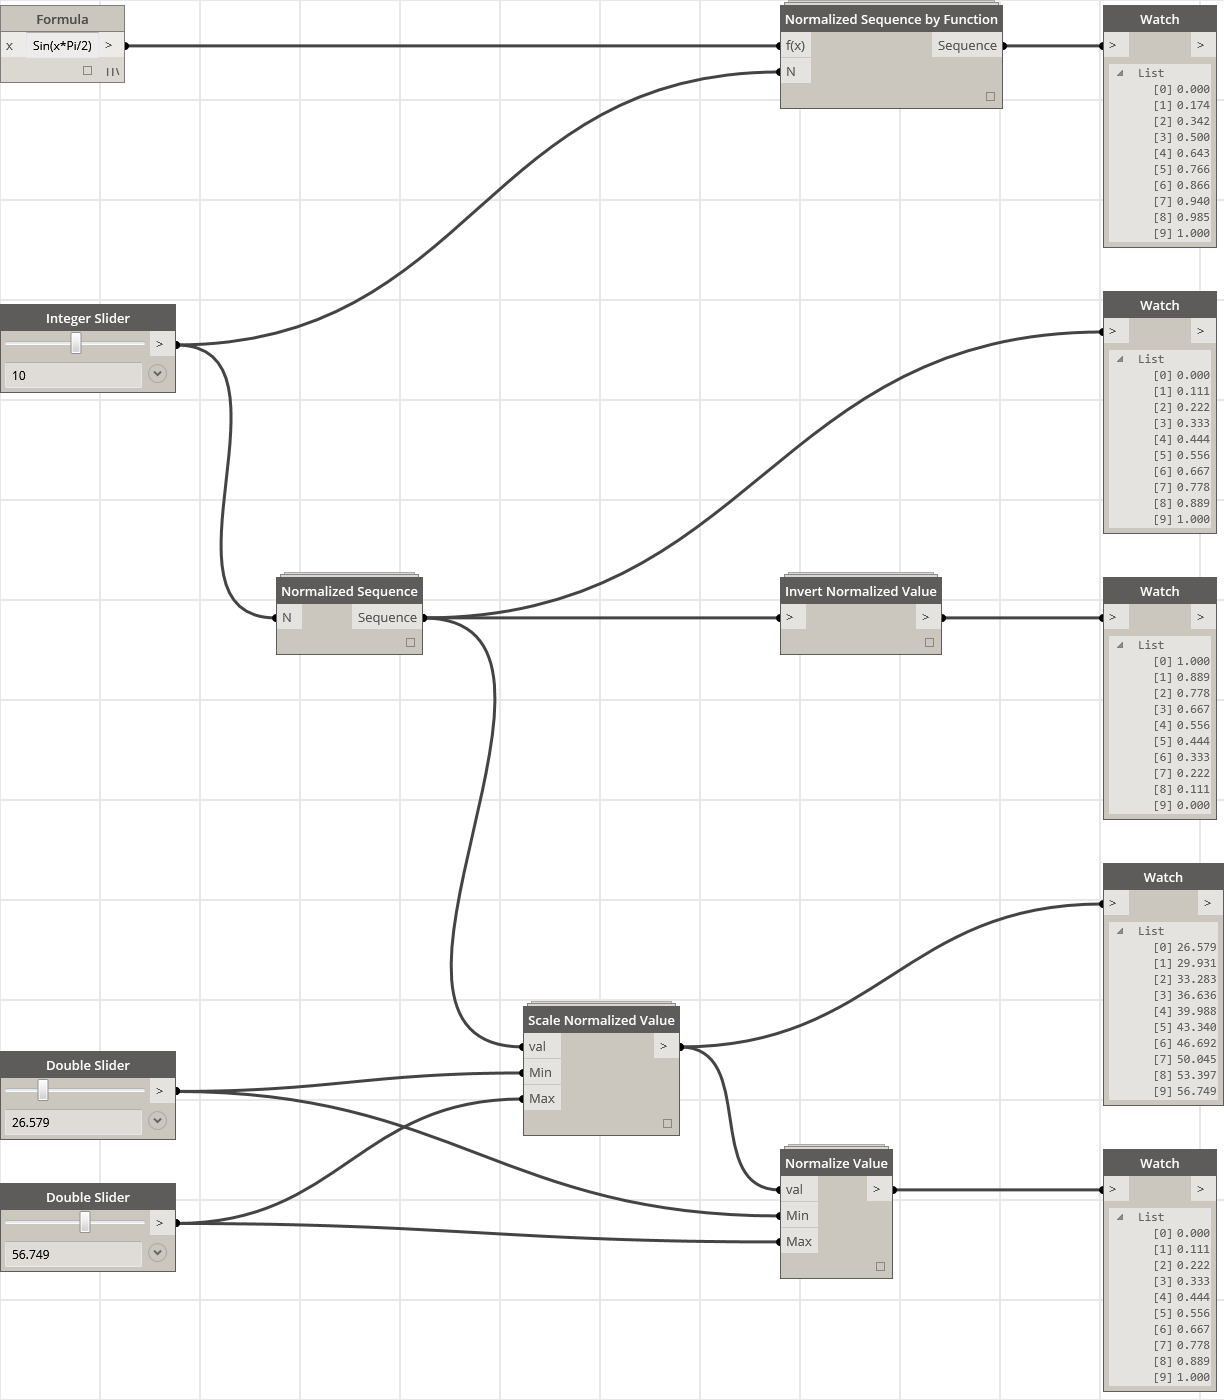 Formula
x Sin(x*Pi/2) >
Normalized Sequence by Function
f(x) Sequence
N
Watch
> >
List
[0] 0.000
[1] 0.174
[2] 0.342
[3] 0.500
[4] 0.643
[5] 0.766
[6] 0.866
[7] 0.940
[8] 0.985
[9] 1.000
Integer Slider
>
10
Watch
> >
List
[0] 0.000
[1] 0.111
[2] 0.222
[3] 0.333
[4] 0.444
[5] 0.556
[6] 0.667
[7] 0.778
[8] 0.889
[9] 1.000
Normalized Sequence
N Sequence
Invert Normalized Value
> >
Watch
> >
List
[0] 1.000
[1] 0.889
[2] 0.778
[3] 0.667
[4] 0.556
[5] 0.444
[6] 0.333
[7] 0.222
[8] 0.111
[9] 0.000
Watch
> >
List
[0] 26.579
[1] 29.931
[2] 33.283
[3] 36.636
[4] 39.988
[5] 43.340
[6] 46.692
[7] 50.045
[8] 53.397
[9] 56.749
Scale Normalized Value
val >
Min
Max
Double Slider
>
26.579
Double Slider
>
56.749
Normalize Value
val >
Min
Max
Watch
> >
List
[0] 0.000
[1] 0.111
[2] 0.222
[3] 0.333
[4] 0.444
[5] 0.556
[6] 0.667
[7] 0.778
[8] 0.889
[9] 1.000